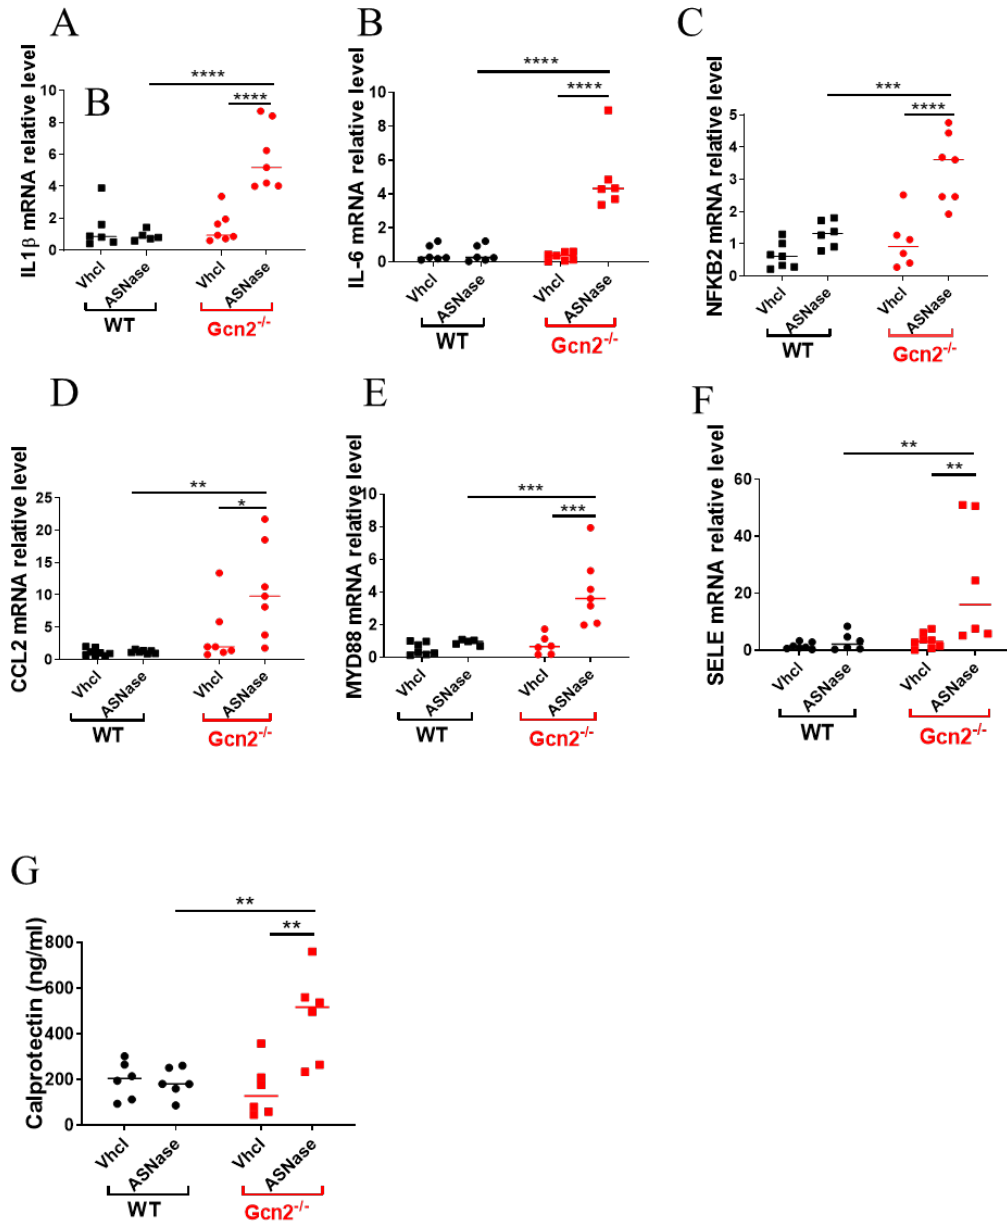 A
B
C
IL1β mRNA relative level
B
10
8
6
4
2
0
****
****
Vhcl
ASNase
Vhcl
ASNase
WT
Gcn2-/-
IL-6 mRNA relative level
10
8
6
4
2
0
****
****
Vhcl
ASNase
Vhcl
ASNase
WT
Gcn2-/-
NFKB2 mRNA relative level
5
4
3
2
1
0
***
****
Vhcl
ASNase
Vhcl
ASNase
WT
Gcn2-/-
D
E
F
CCL2 mRNA relative level
25
20
15
10
5
0
**
*
Vhcl
ASNase
Vhcl
ASNase
WT
Gcn2-/-
MYD88 mRNA relative level
10
8
6
4
2
0
***
***
Vhcl
ASNase
Vhcl
ASNase
WT
Gcn2-/-
SELE mRNA relative level
60
40
20
0
**
**
Vhcl
ASNase
Vhcl
ASNase
WT
Gcn2-/-
G
Calprotectin (ng/ml)
800
600
400
200
0
**
**
Vhcl
ASNase
Vhcl
ASNase
WT
Gcn2-/-